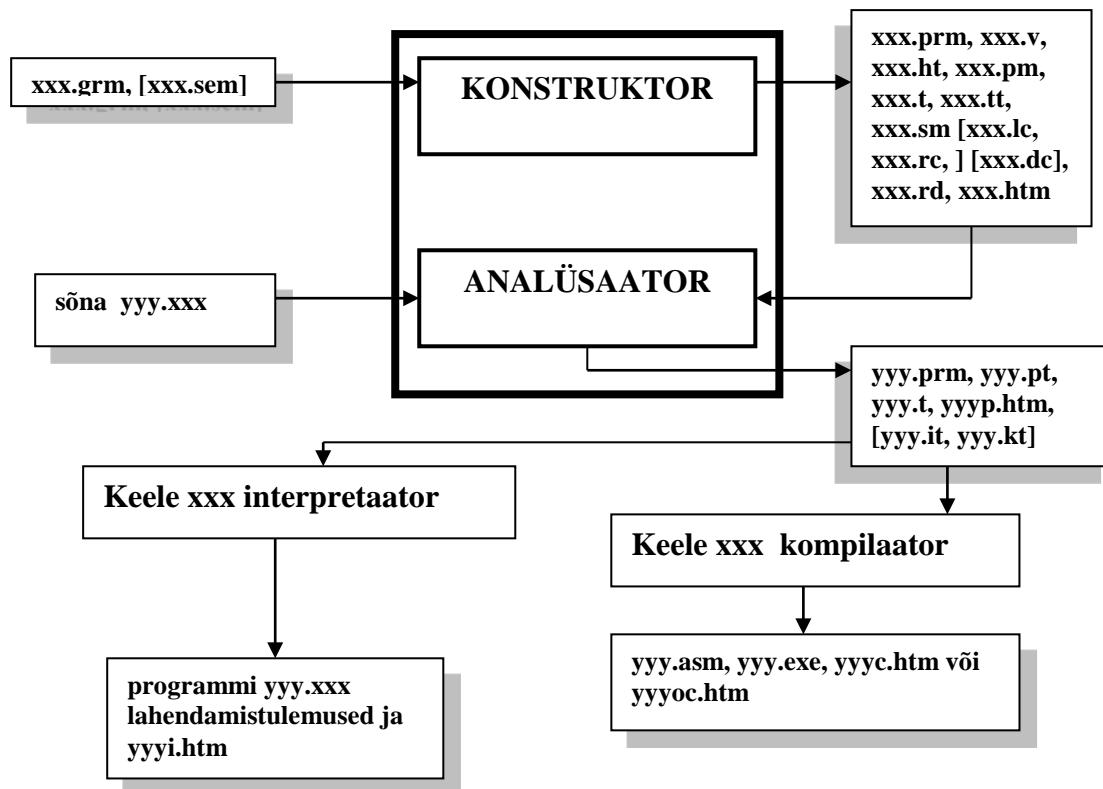 xxx.grm, [xxx.sem]
KONSTRUKTOR
xxx.prm, xxx.v,
xxx.ht, xxx.pm,
xxx.t, xxx.tt,
xxx.sm [xxx.lc,
xxx.rc, ] [xxx.dc],
xxx.rd, xxx.htm
sõna yyy.xxx
ANALÜSAATOR
yyy.prm, yyy.pt,
yyy.t, yyyp.htm,
[yyy.it, yyy.kt]
Keele xxx interpretaator
Keele xxx kompilaator
programmi yyy.xxx
lahendamistulemused ja
yyyi.htm
yyy.asm, yyy.exe, yyyc.htm või
yyyoc.htm